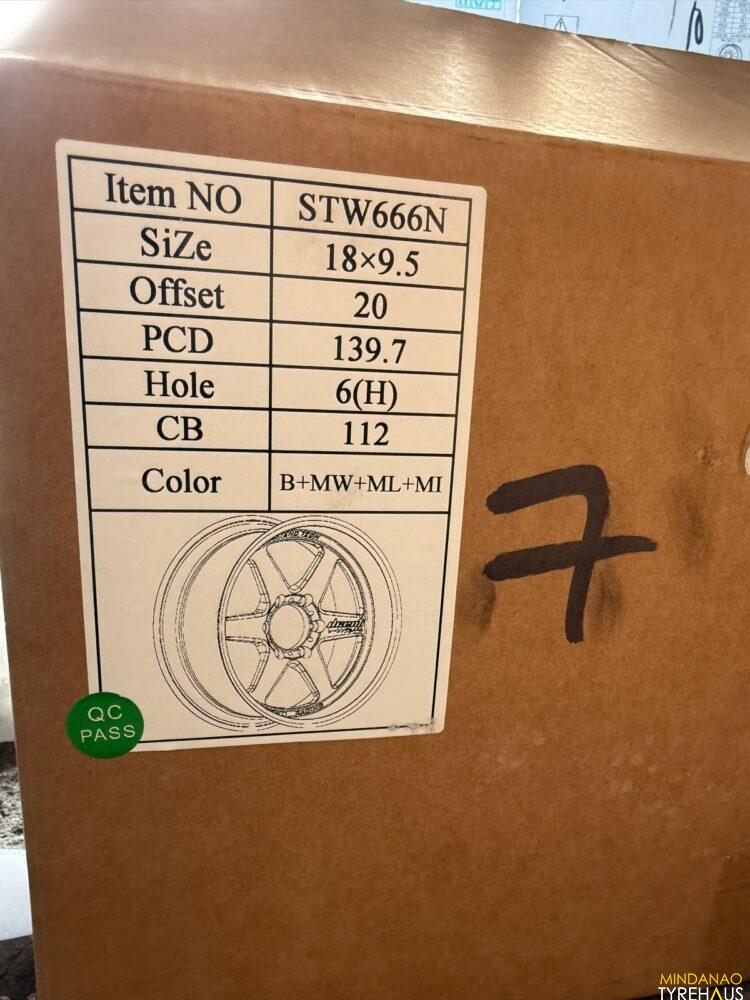 Item NO STW666N
SiZe 18×9.5
Offset 20
PCD 139.7
Hole 6(H)
CB 112
Color B+MW+ML+MI
QC
PASS
7
MINDANAO
TYREHAUS